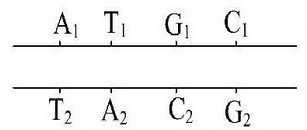 A₁ T₁ G₁ C₁
T₂ A₂ C₂ G₂